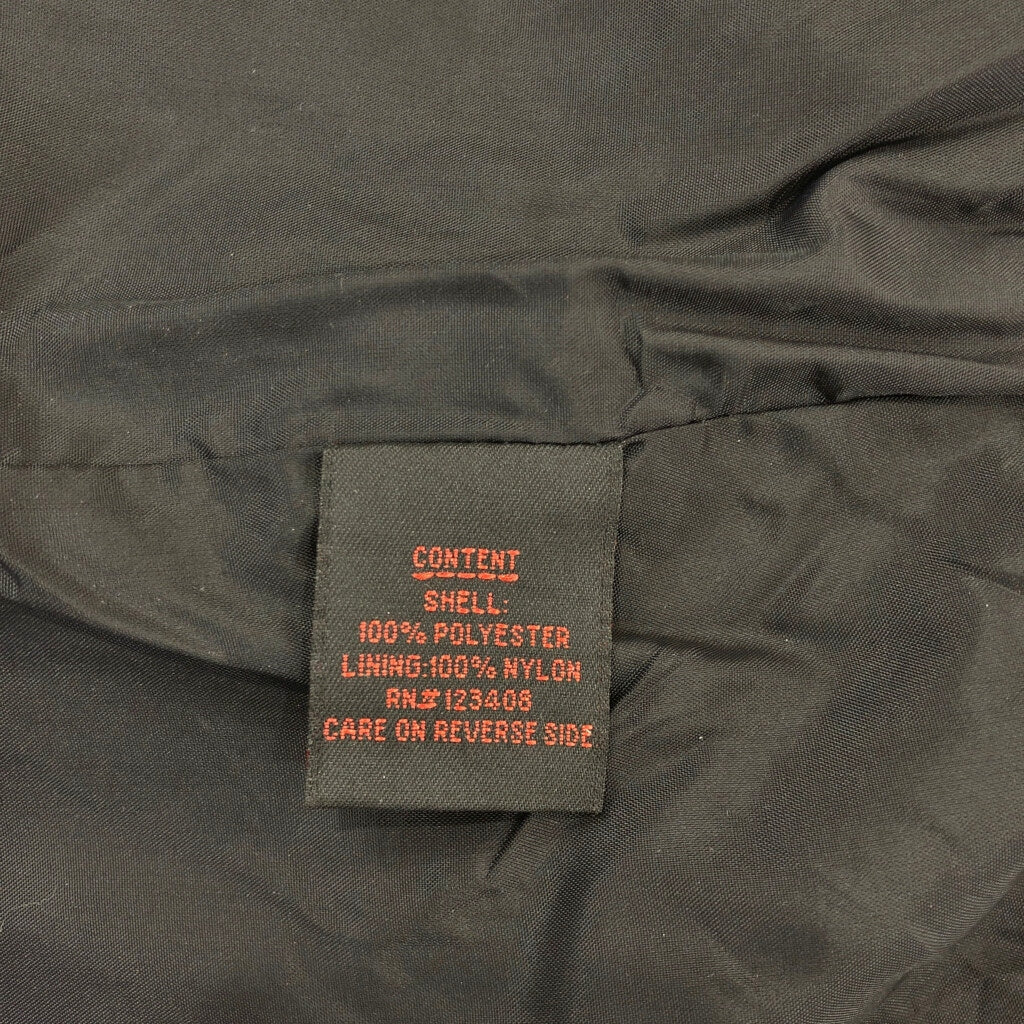 CONTENT
SHELL:
100% POLYESTER
LINING:100% NYLON
RN# 123408
CARE ON REVERSE SIDE